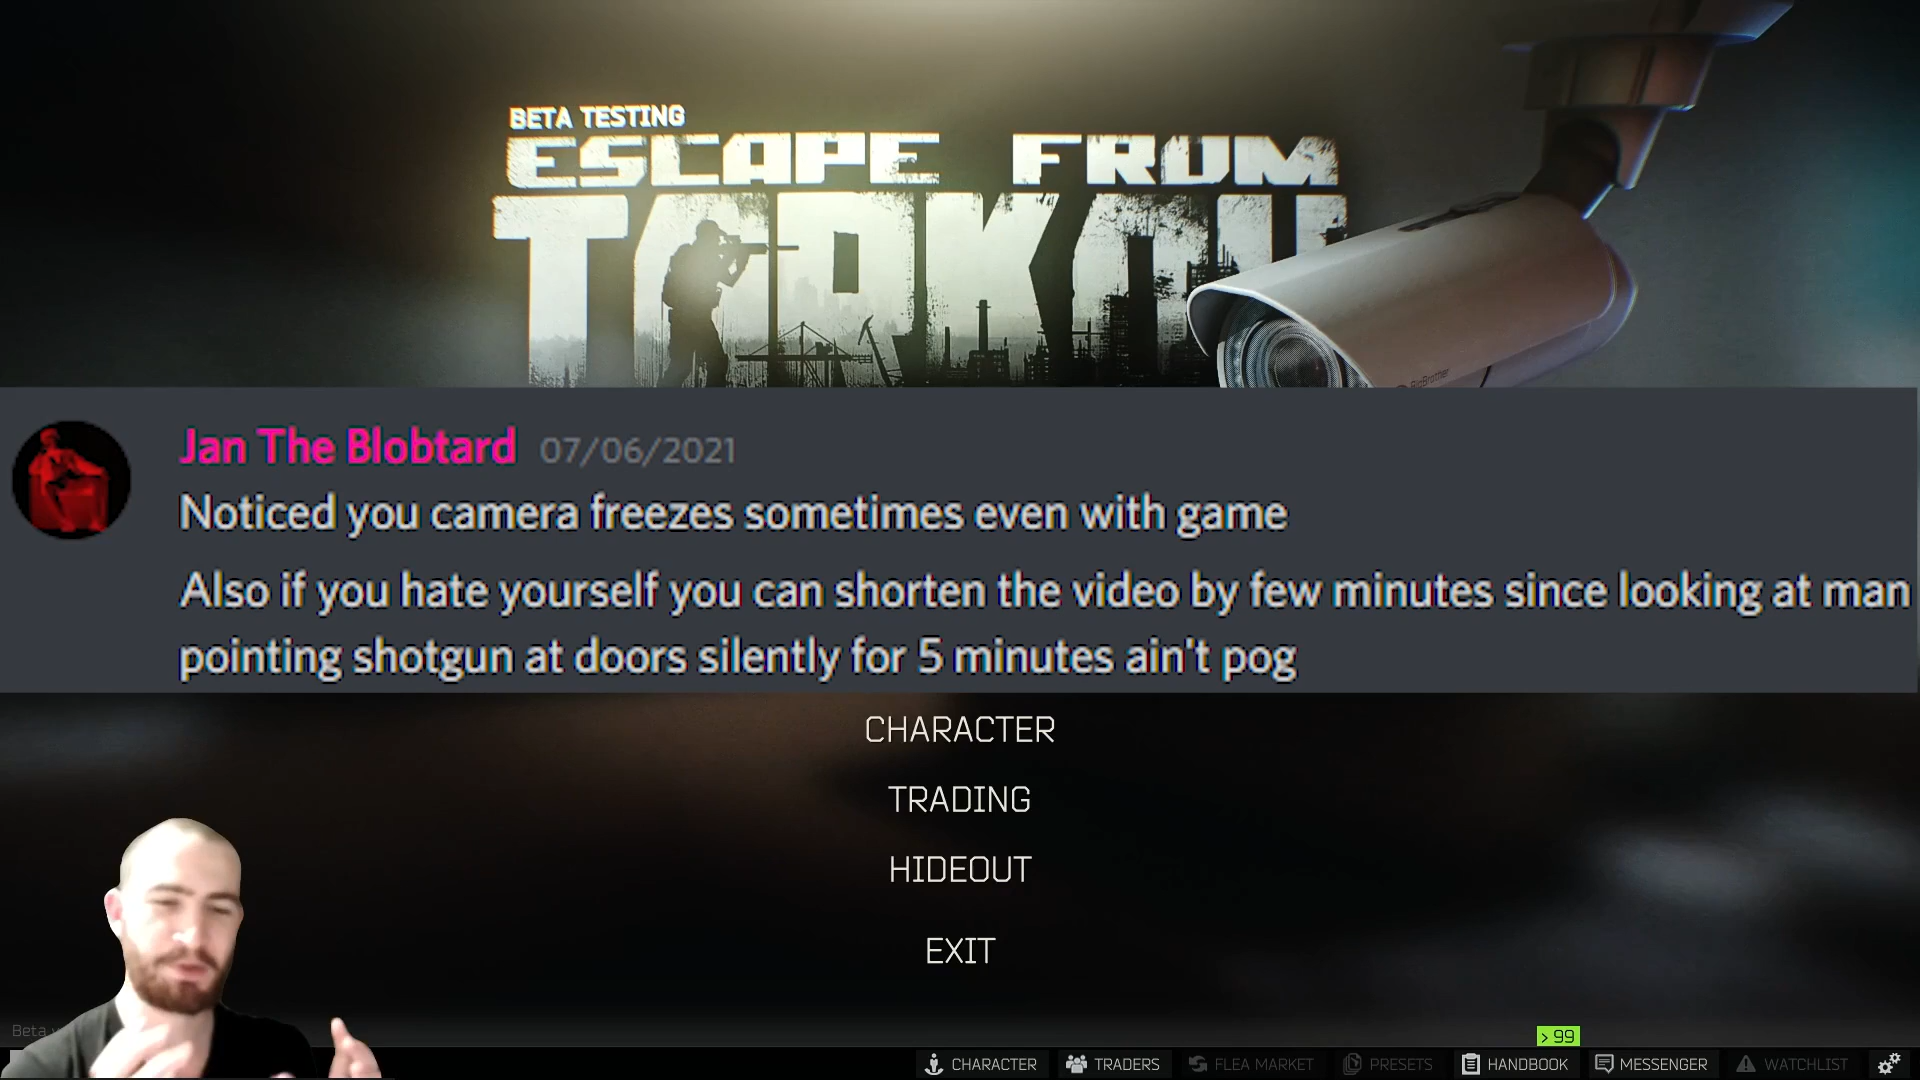 BETA TESTING
ESCAPE FROM
TARKOV
Jan The Blobtard 07/06/2021
Noticed you camera freezes sometimes even with game
Also if you hate yourself you can shorten the video by few minutes since looking at man
pointing shotgun at doors silently for 5 minutes ain't pog
CHARACTER
TRADING
HIDEOUT
EXIT
Beta
> 99
CHARACTER TRADERS FLEA MARKET PRESETS HANDBOOK MESSENGER WATCHLIST